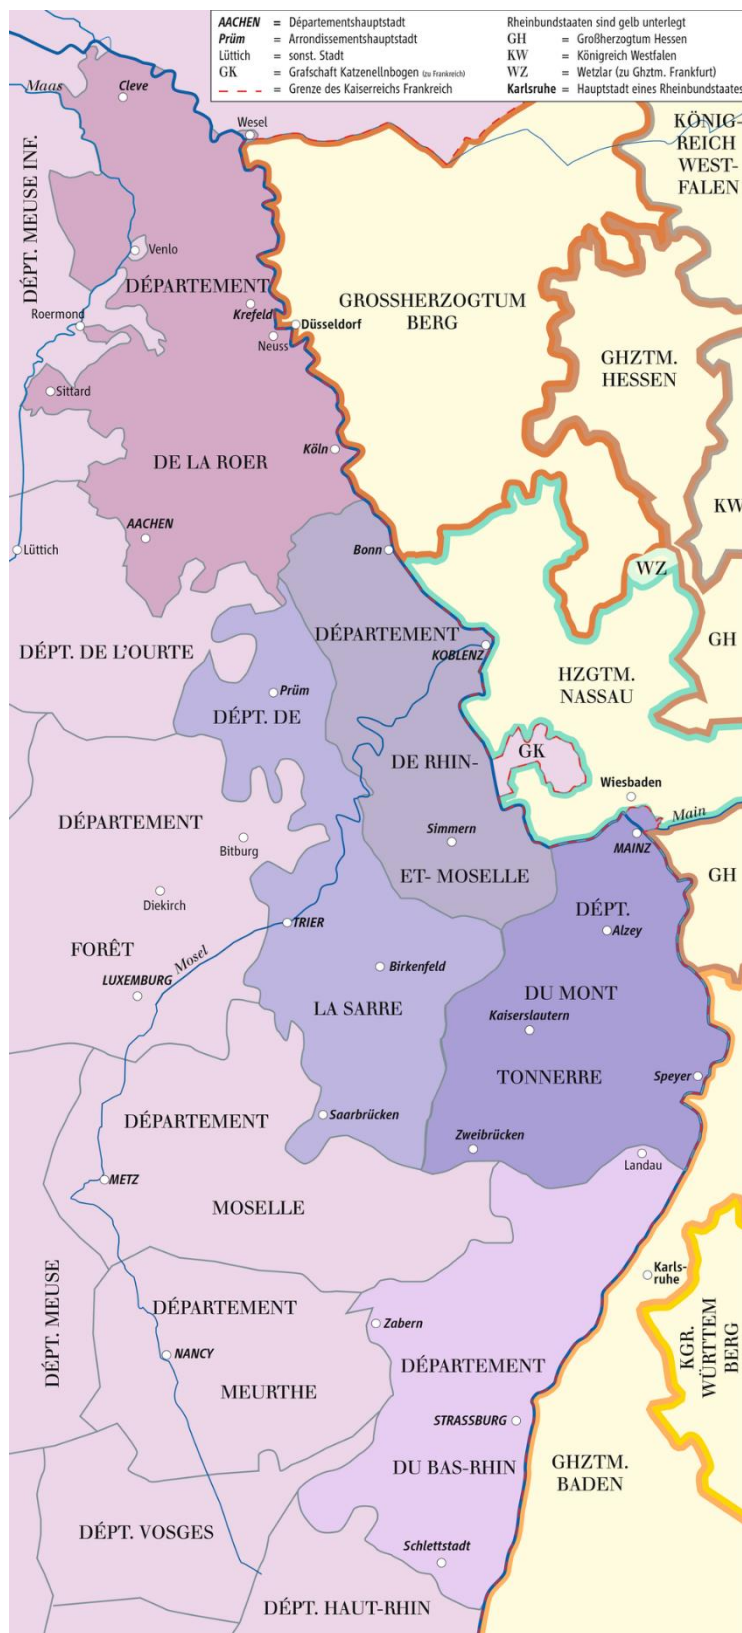 AACHEN = Départementshauptstadt
Prüm = Arrondissementshauptstadt
Lüttich = sonst. Stadt
GK = Grafschaft Katzenellnbogen (zu Frankreich)
= Grenze des Kaiserreichs Frankreich
Rheinbundstaaten sind gelb unterlegt
GH = Großherzogtum Hessen
KW = Königreich Westfalen
WZ = Wetzlar (zu Ghztm. Frankfurt)
Karlsruhe = Hauptstadt eines Rheinbundstaates
Maas
Cleve
Wesel
KÖNIG-
REICH
WEST-
FALEN
DÉPT. MEUSE INF.
Venlo
DÉPARTEMENT
Krefeld
Roermond
Düsseldorf
Neuss
GROSSHERZOGTUM
BERG
GHZTM.
HESSEN
Sittard
Köln
DE LA ROER
AACHEN
KW
Lüttich
Bonn
WZ
DÉPARTEMENT
DÉPT. DE L'OURTE
KOBLENZ
GH
HZGTM.
NASSAU
Prüm
DÉPT. DE
GK
DE RHIN-
Wiesbaden
Main
DÉPARTEMENT
Bitburg
Simmern
MAINZ
ET- MOSELLE
GH
Diekirch
DÉPT.
TRIER
Alzey
FORÊT
Mosel
LUXEMBURG
Birkenfeld
LA SARRE
DU MONT
Kaiserslautern
TONNERRE
Speyer
DÉPARTEMENT
Saarbrücken
Zweibrücken
Landau
METZ
MOSELLE
DÉPT. MEUSE
Karls-
ruhe
DÉPARTEMENT
Zabern
KGR.
WÜRTTEM
BERG
NANCY
DÉPARTEMENT
MEURTHE
STRASSBURG
DU BAS-RHIN
GHZTM.
BADEN
DÉPT. VOSGES
Schlettstadt
DÉPT. HAUT-RHIN